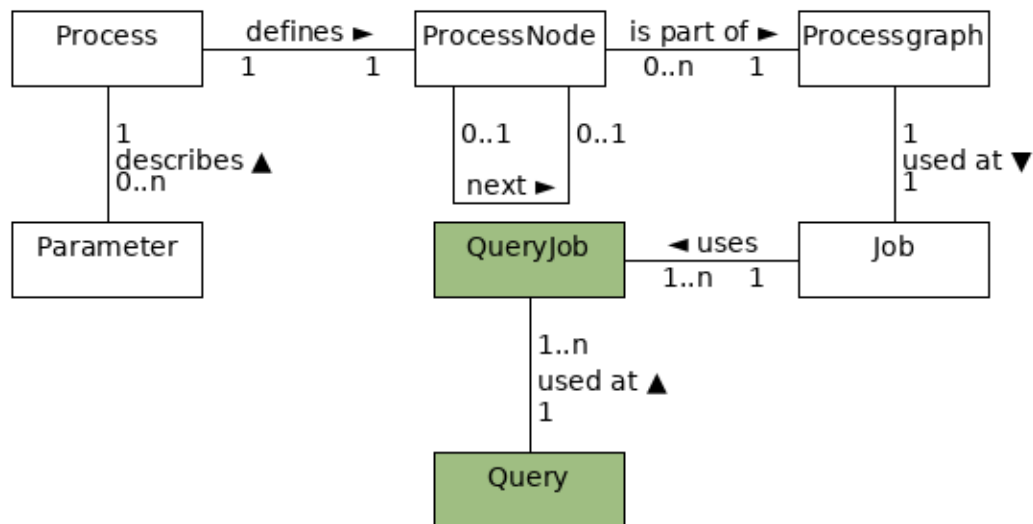 Process
defines ►
1
1
ProcessNode
is part of ►
0..n
1
Processgraph
1
describes ▲
0..n
0..1
0..1
next ►
1
used at ▼
1
Parameter
QueryJob
◄ uses
1..n
1
Job
1..n
used at ▲
1
Query